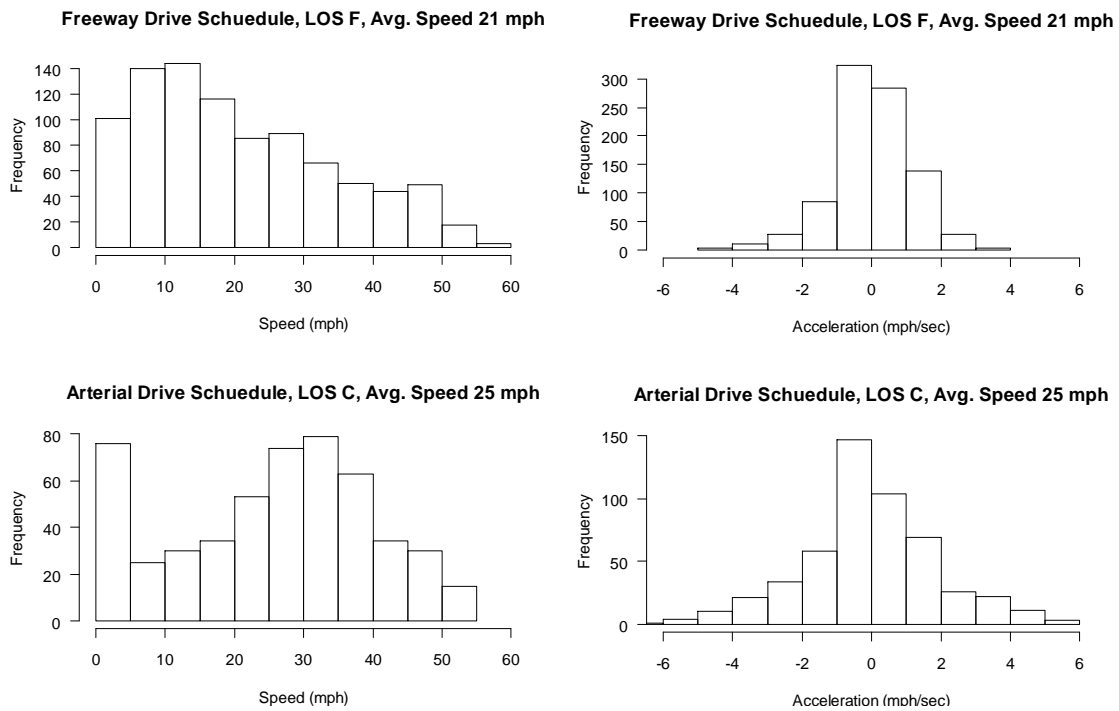 Freeway Drive Schuedule, LOS F, Avg. Speed 21 mph
Frequency
140
120
100
80
60
40
20
0
0 10 20 30 40 50 60
Speed (mph)
Freeway Drive Schuedule, LOS F, Avg. Speed 21 mph
Frequency
300
250
200
150
100
50
0
-6 -4 -2 0 2 4 6
Acceleration (mph/sec)
Arterial Drive Schuedule, LOS C, Avg. Speed 25 mph
Frequency
80
60
40
20
0
0 10 20 30 40 50 60
Speed (mph)
Arterial Drive Schuedule, LOS C, Avg. Speed 25 mph
Frequency
150
100
50
0
-6 -4 -2 0 2 4 6
Acceleration (mph/sec)